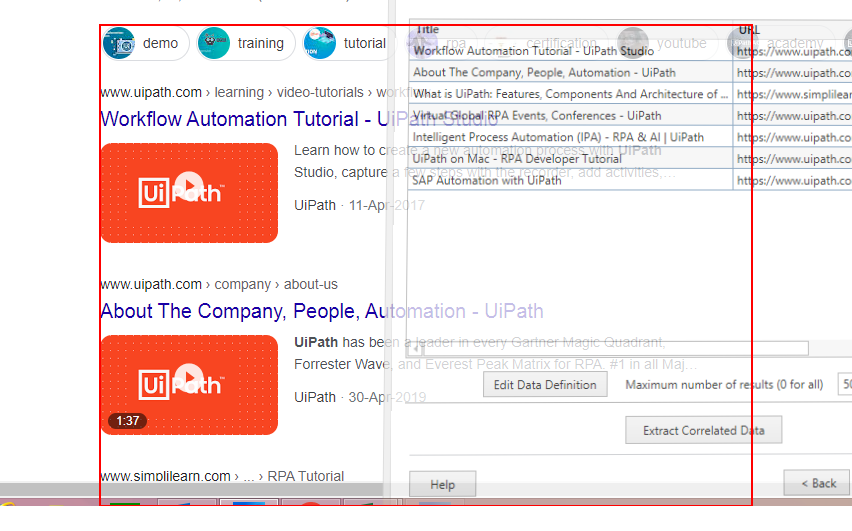 demo training tutorial rpa certification youtube academy
www.uipath.com › learning › video-tutorials › workf
Workflow Automation Tutorial - UiPath Studio
UiPath™
Learn how to create a new automation process with UiPath
Studio, capture a few steps with the recorder, add activities,...
UiPath · 11-Apr-2017
www.uipath.com › company › about-us
About The Company, People, Automation - UiPath
UiPath™
1:37
UiPath has been a leader in every Gartner Magic Quadrant,
Forrester Wave, and Everest Peak Matrix for RPA. #1 in all Maj...
UiPath · 30-Apr-2019
www.simplilearn.com › ... › RPA Tutorial
Title URL
Workflow Automation Tutorial - UiPath Studio https://www.uipath.co
About The Company, People, Automation - UiPath https://www.uipath.com
What is UiPath: Features, Components And Architecture of ... https://www.simplilear
Virtual Global RPA Events, Conferences - UiPath https://www.uipath.com
Intelligent Process Automation (IPA) - RPA & AI | UiPath https://www.uipath.com
UiPath on Mac - RPA Developer Tutorial https://www.uipath.com
SAP Automation with UiPath https://www.uipath.com
Edit Data Definition Maximum number of results (0 for all) 50
Extract Correlated Data
Help < Back